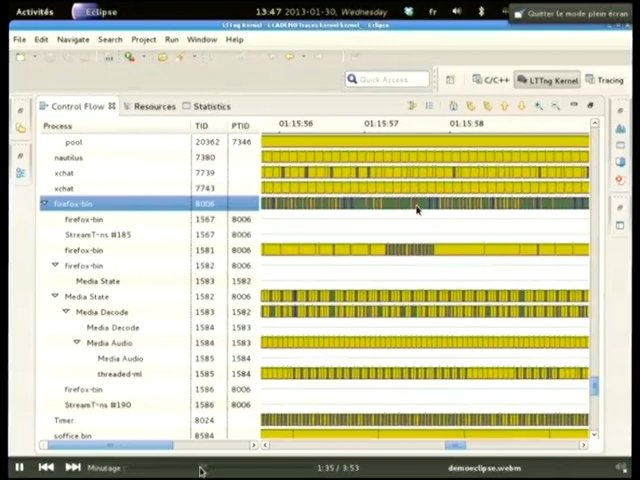 Activités Eclipse 13:47 2013-01-30, Wednesday fr Quitter le mode plein écran
File Edit Navigate Search Project Run Window Help
Quick Access C/C++ LTTng Kernel Tracing
Control Flow Resources Statistics
Process TID PTID 01:15:56 01:15:57 01:15:58
pool 20362 7346
nautilus 7380
xchat 7739
xchat 7743
firefox-bin 8006
firefox-bin 1567 8006
StreamT~ns #185 1567 8006
firefox-bin 1581 8006
firefox-bin 1582 8006
Media State 1583 1582
Media State 1582 8006
Media Decode 1583 1582
Media Decode 1584 1583
Media Audio 1584 1583
Media Audio 1585 1584
threaded-ml 1585 1584
firefox-bin 1586 8006
StreamT~ns #190 1586 8006
Timer 8024
soffice.bin 8584
Minutage : 1:35 / 3:53 demoeclipse.webm